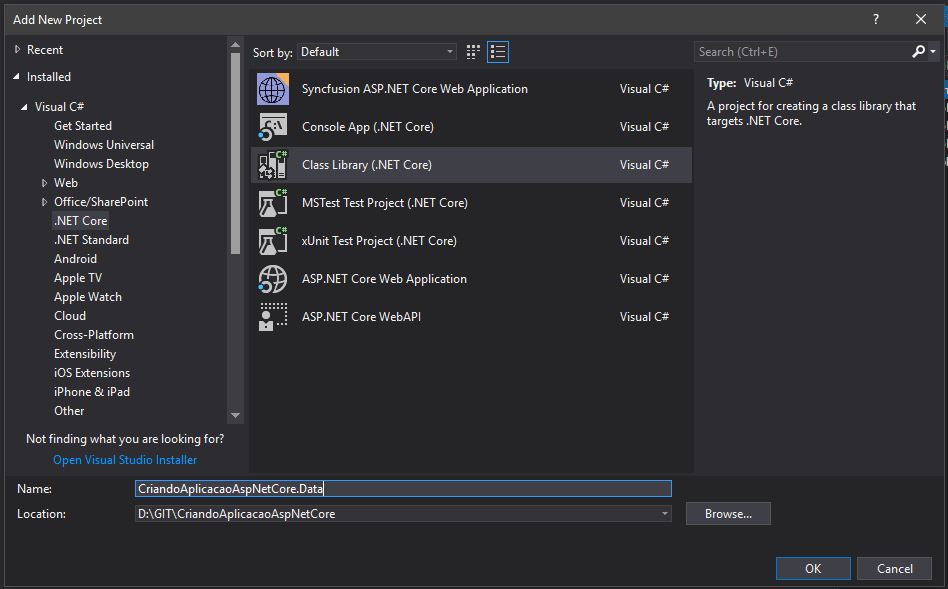 Add New Project
?
Recent
Installed
Visual C#
Get Started
Windows Universal
Windows Desktop
Web
Office/SharePoint
.NET Core
.NET Standard
Android
Apple TV
Apple Watch
Cloud
Cross-Platform
Extensibility
iOS Extensions
iPhone & iPad
Other
Not finding what you are looking for?
Open Visual Studio Installer
Sort by: Default
Syncfusion ASP.NET Core Web Application Visual C#
Console App (.NET Core) Visual C#
Class Library (.NET Core) Visual C#
MSTest Test Project (.NET Core) Visual C#
xUnit Test Project (.NET Core) Visual C#
ASP.NET Core Web Application Visual C#
ASP.NET Core WebAPI Visual C#
Search (Ctrl+E)
Type: Visual C#
A project for creating a class library that
targets .NET Core.
Name: CriandoAplicacaoAspNetCore.Data
Location: D:\GIT\CriandoAplicacaoAspNetCore
Browse...
OK Cancel